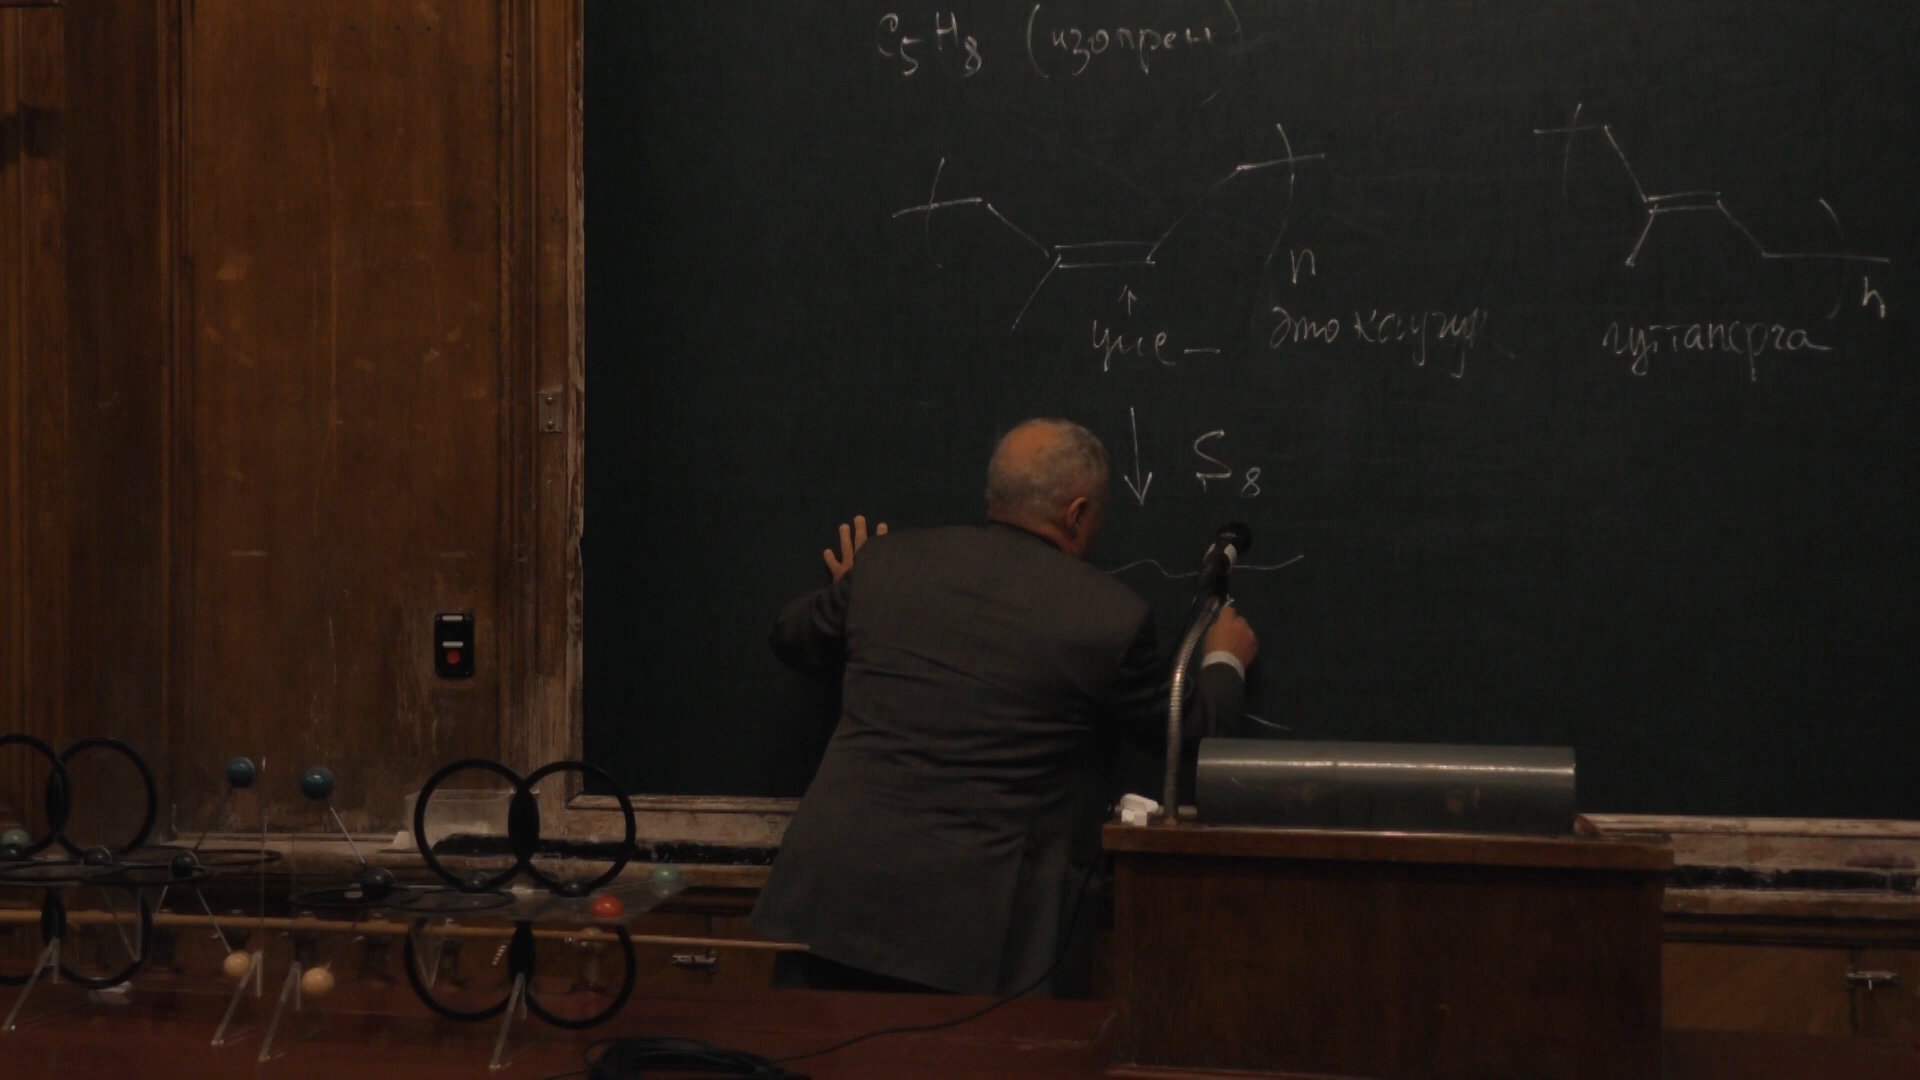 C5H8 (изопрен)
n
h
цис –
это каучук
гуттаперча
S8